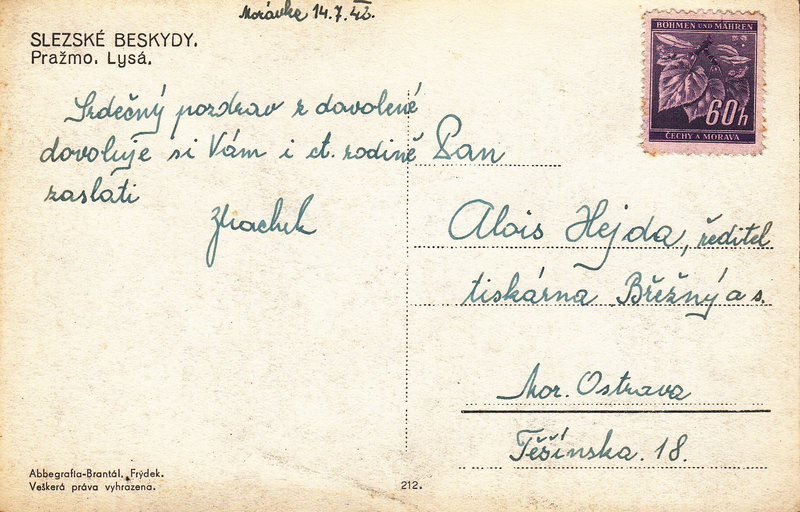 Morávka 14.7.43.
SLEZSKÉ BESKYDY.
Pražmo. Lysá.
BÖHMEN UND MÄHREN
60h
ČECHY A MORAVA
Srdečný pozdrav z dovolené
dovoluje si Vám i ct. rodině
zaslati
Pan
Alois Hejda, ředitel
tiskárna Břežný a s.
Mor. Ostrava
Těšínska. 18.
Abbegrafia-Brantál, Frýdek.
Veškerá práva vyhrazena.
212.